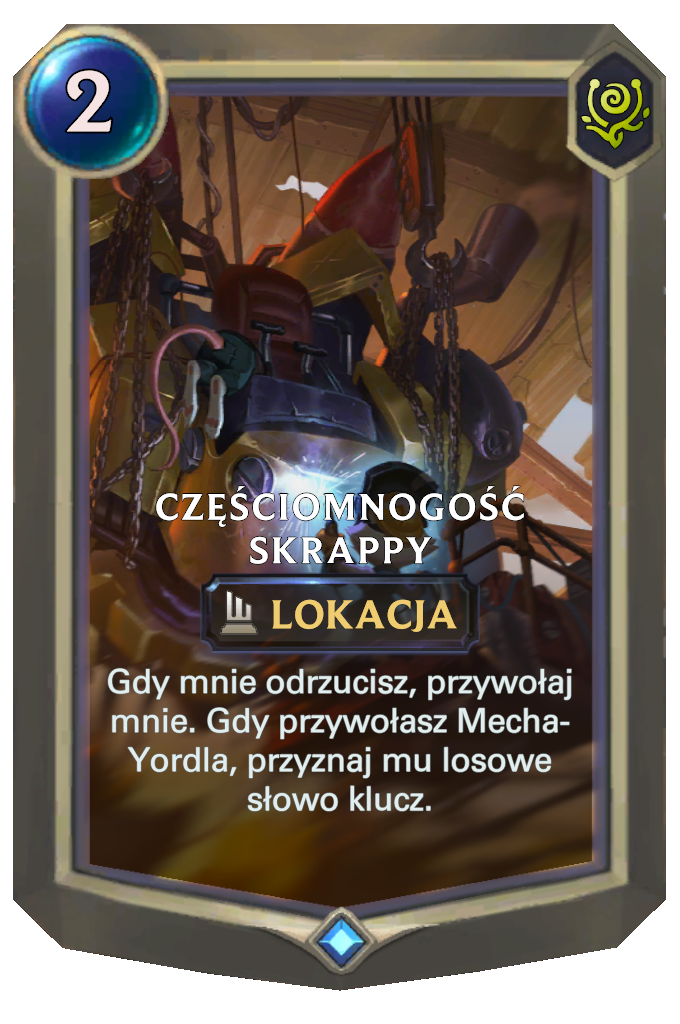 2
CZĘŚCIOMNOGOŚĆ
SKRAPPY
LOKACJA
Gdy mnie odrzucisz, przywołaj
mnie. Gdy przywołasz Mecha-
Yordla, przyznaj mu losowe
słowo klucz.